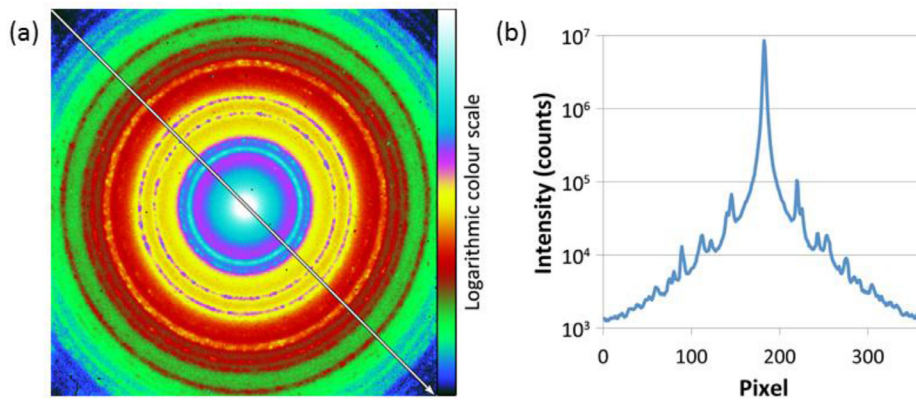 (a)
Logarithmic colour scale
(b)
Intensity (counts)
10⁷
10⁶
10⁵
10⁴
10³
0
100
200
300
Pixel